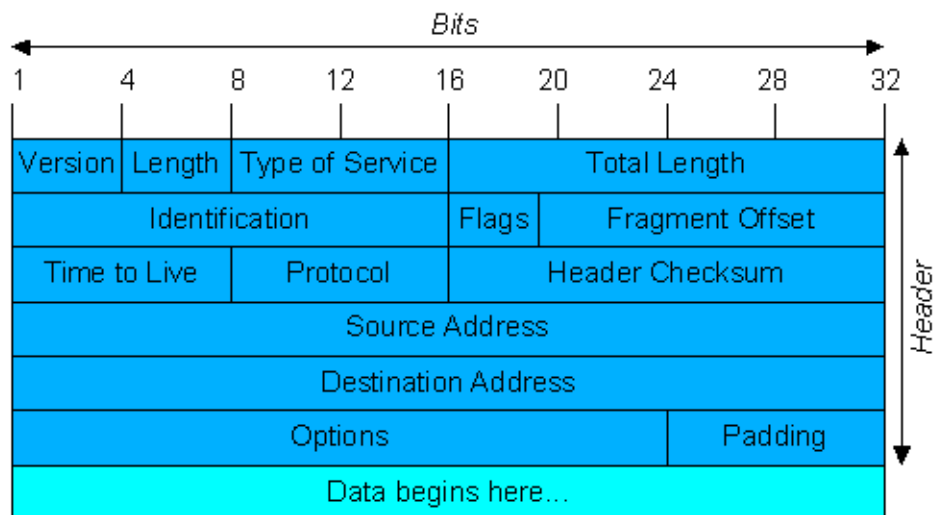 Bits
1 4 8 12 16 20 24 28 32
Version Length Type of Service Total Length
Identification Flags Fragment Offset
Time to Live Protocol Header Checksum
Source Address
Destination Address
Options Padding
Data begins here...
Header